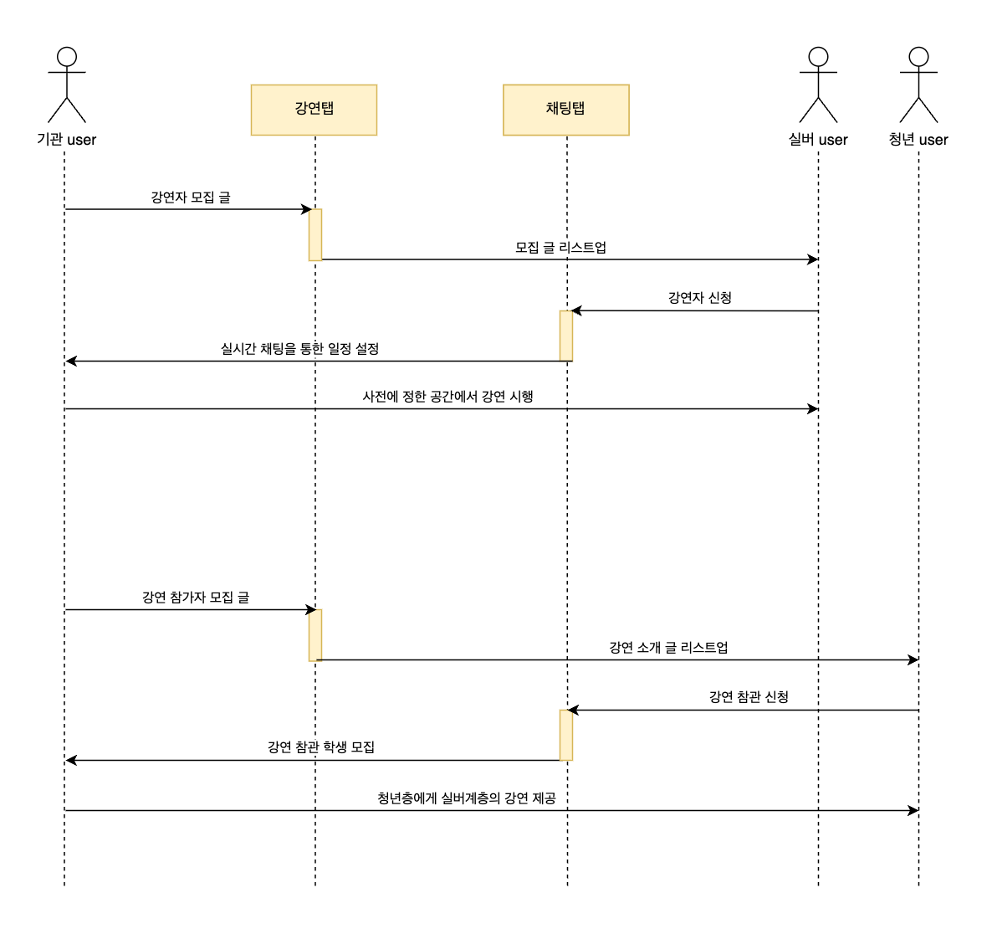 강연탭
채팅탭
기관 user
실버 user
청년 user
강연자 모집 글
모집 글 리스트업
강연자 신청
실시간 채팅을 통한 일정 설정
사전에 정한 공간에서 강연 시행
강연 참가자 모집 글
강연 소개 글 리스트업
강연 참관 신청
강연 참관 학생 모집
청년층에게 실버계층의 강연 제공